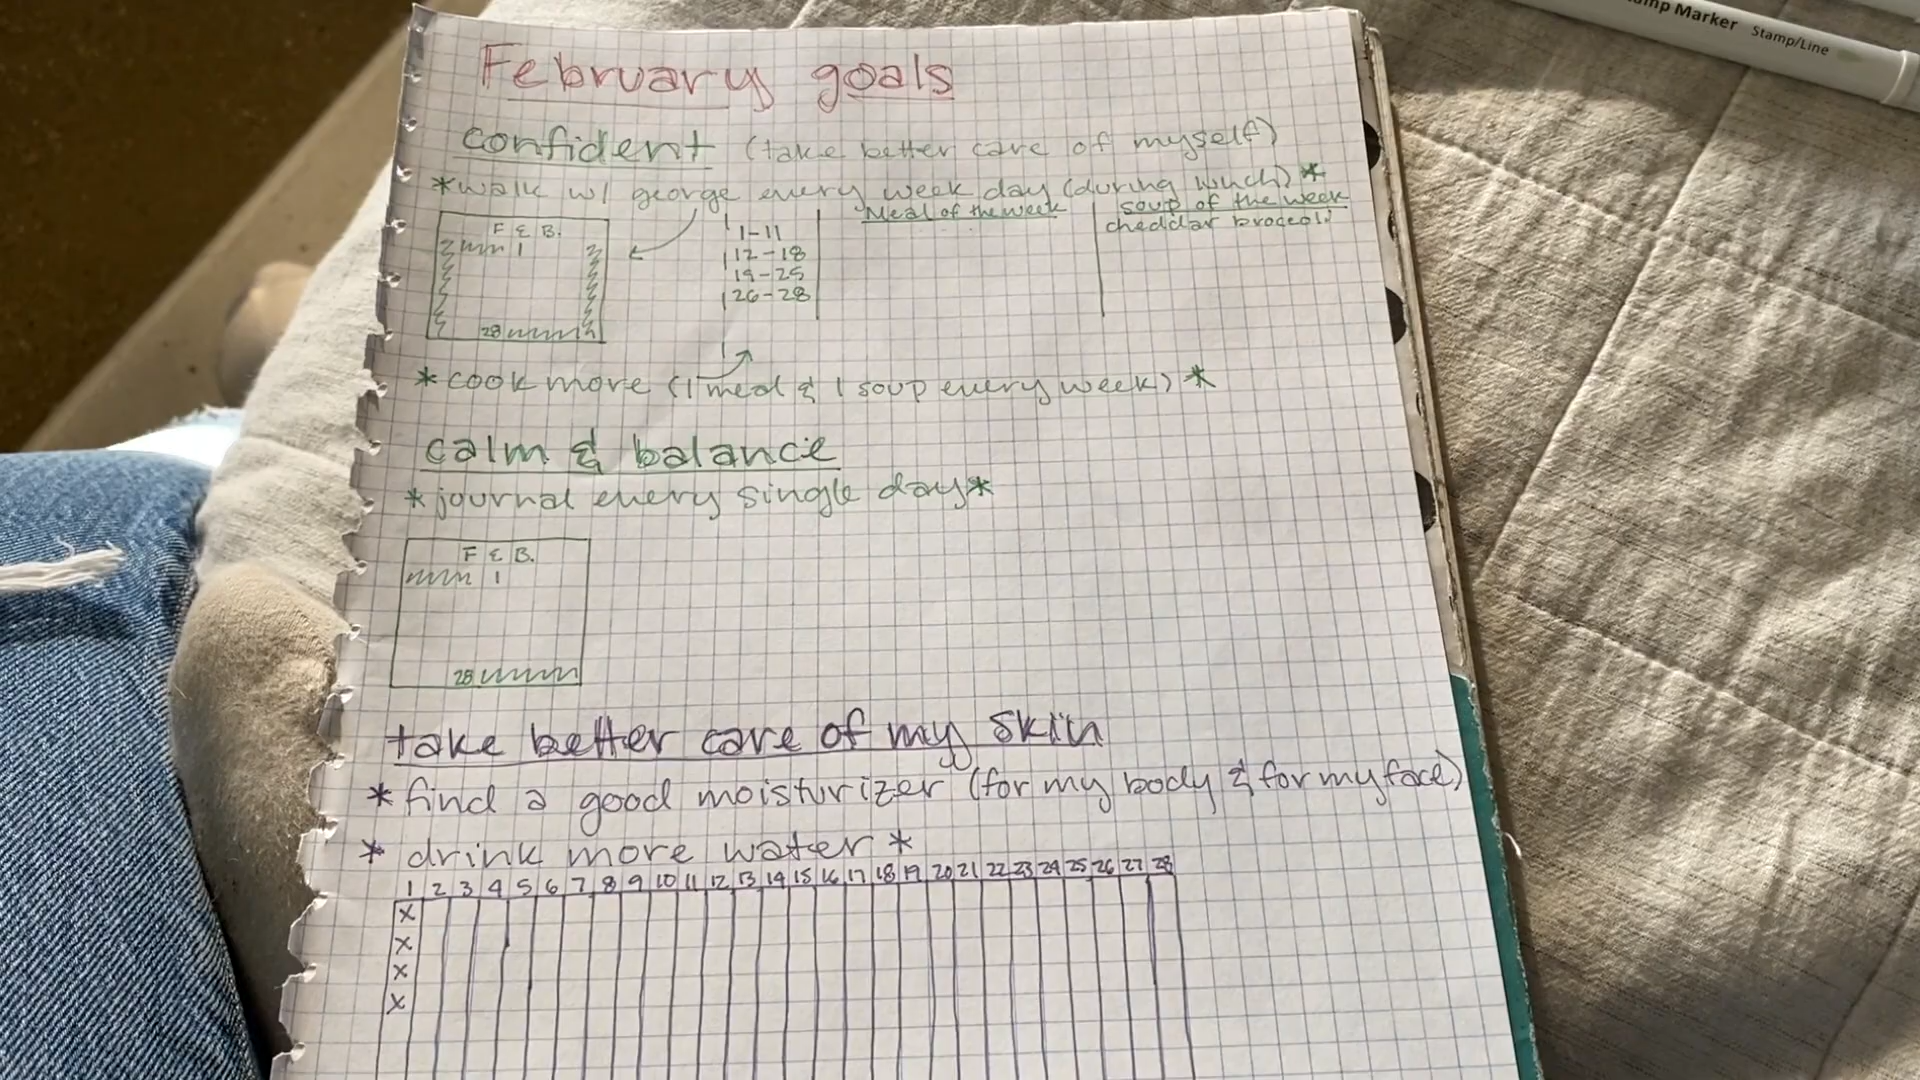 mp Marker Stamp/Line
February goals
confident (take better care of myself)
*walk w/ george every week day (during lunch)*
F & B.
1
28
1-11
12-18
19-25
26-28
Meal of the week
soup of the week
cheddar broccoli
*cook more (1 meal & 1 soup every week)*
calm & balance
*journal every single day*
F & B.
1
28
take better care of my skin
*find a good moisturizer (for my body & for my face)
* drink more water *
1 2 3 4 5 6 7 8 9 10 11 12 13 14 15 16 17 18 19 20 21 22 23 24 25 26 27 28
x
x
x
x